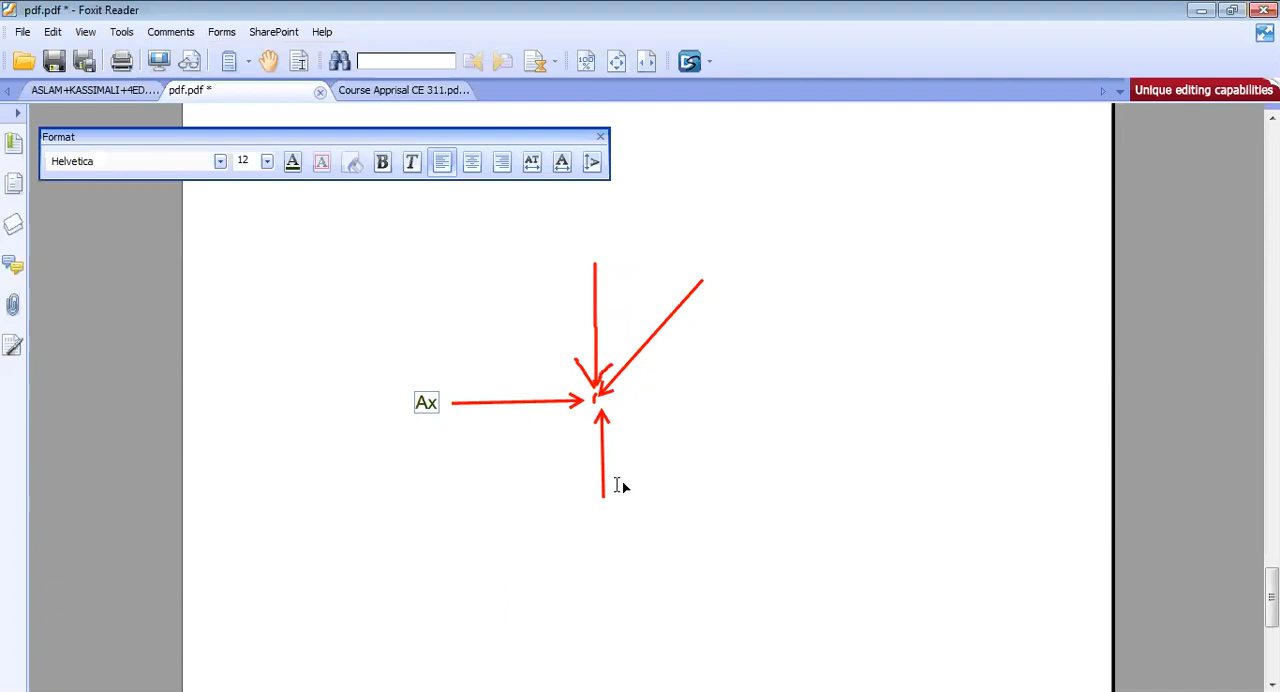 pdf.pdf * - Foxit Reader
File Edit View Tools Comments Forms SharePoint Help
ASLAM+KASSIMALI+4ED.... pdf.pdf * Course Apprisal CE 311.pd... Unique editing capabilities
Format
Helvetica 12
Ax